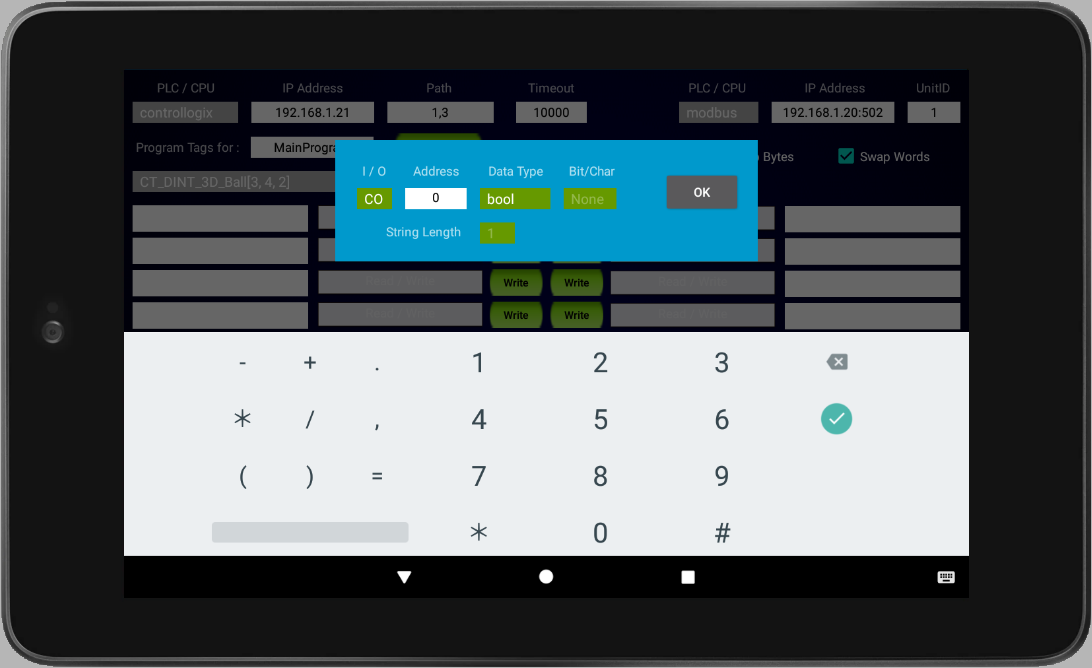 PLC / CPU IP Address Path Timeout PLC / CPU IP Address UnitID
controllogix 192.168.1.21 1,3 10000 modbus 192.168.1.20:502 1
Program Tags for : MainProgra Bytes Swap Words
I / O Address Data Type Bit/Char
CT_DINT_3D_Ball[3, 4, 2]
CO 0 bool None OK
String Length 1
Write Write
Write Write
- + . 1 2 3
* / , 4 5 6
( ) = 7 8 9
* 0 #